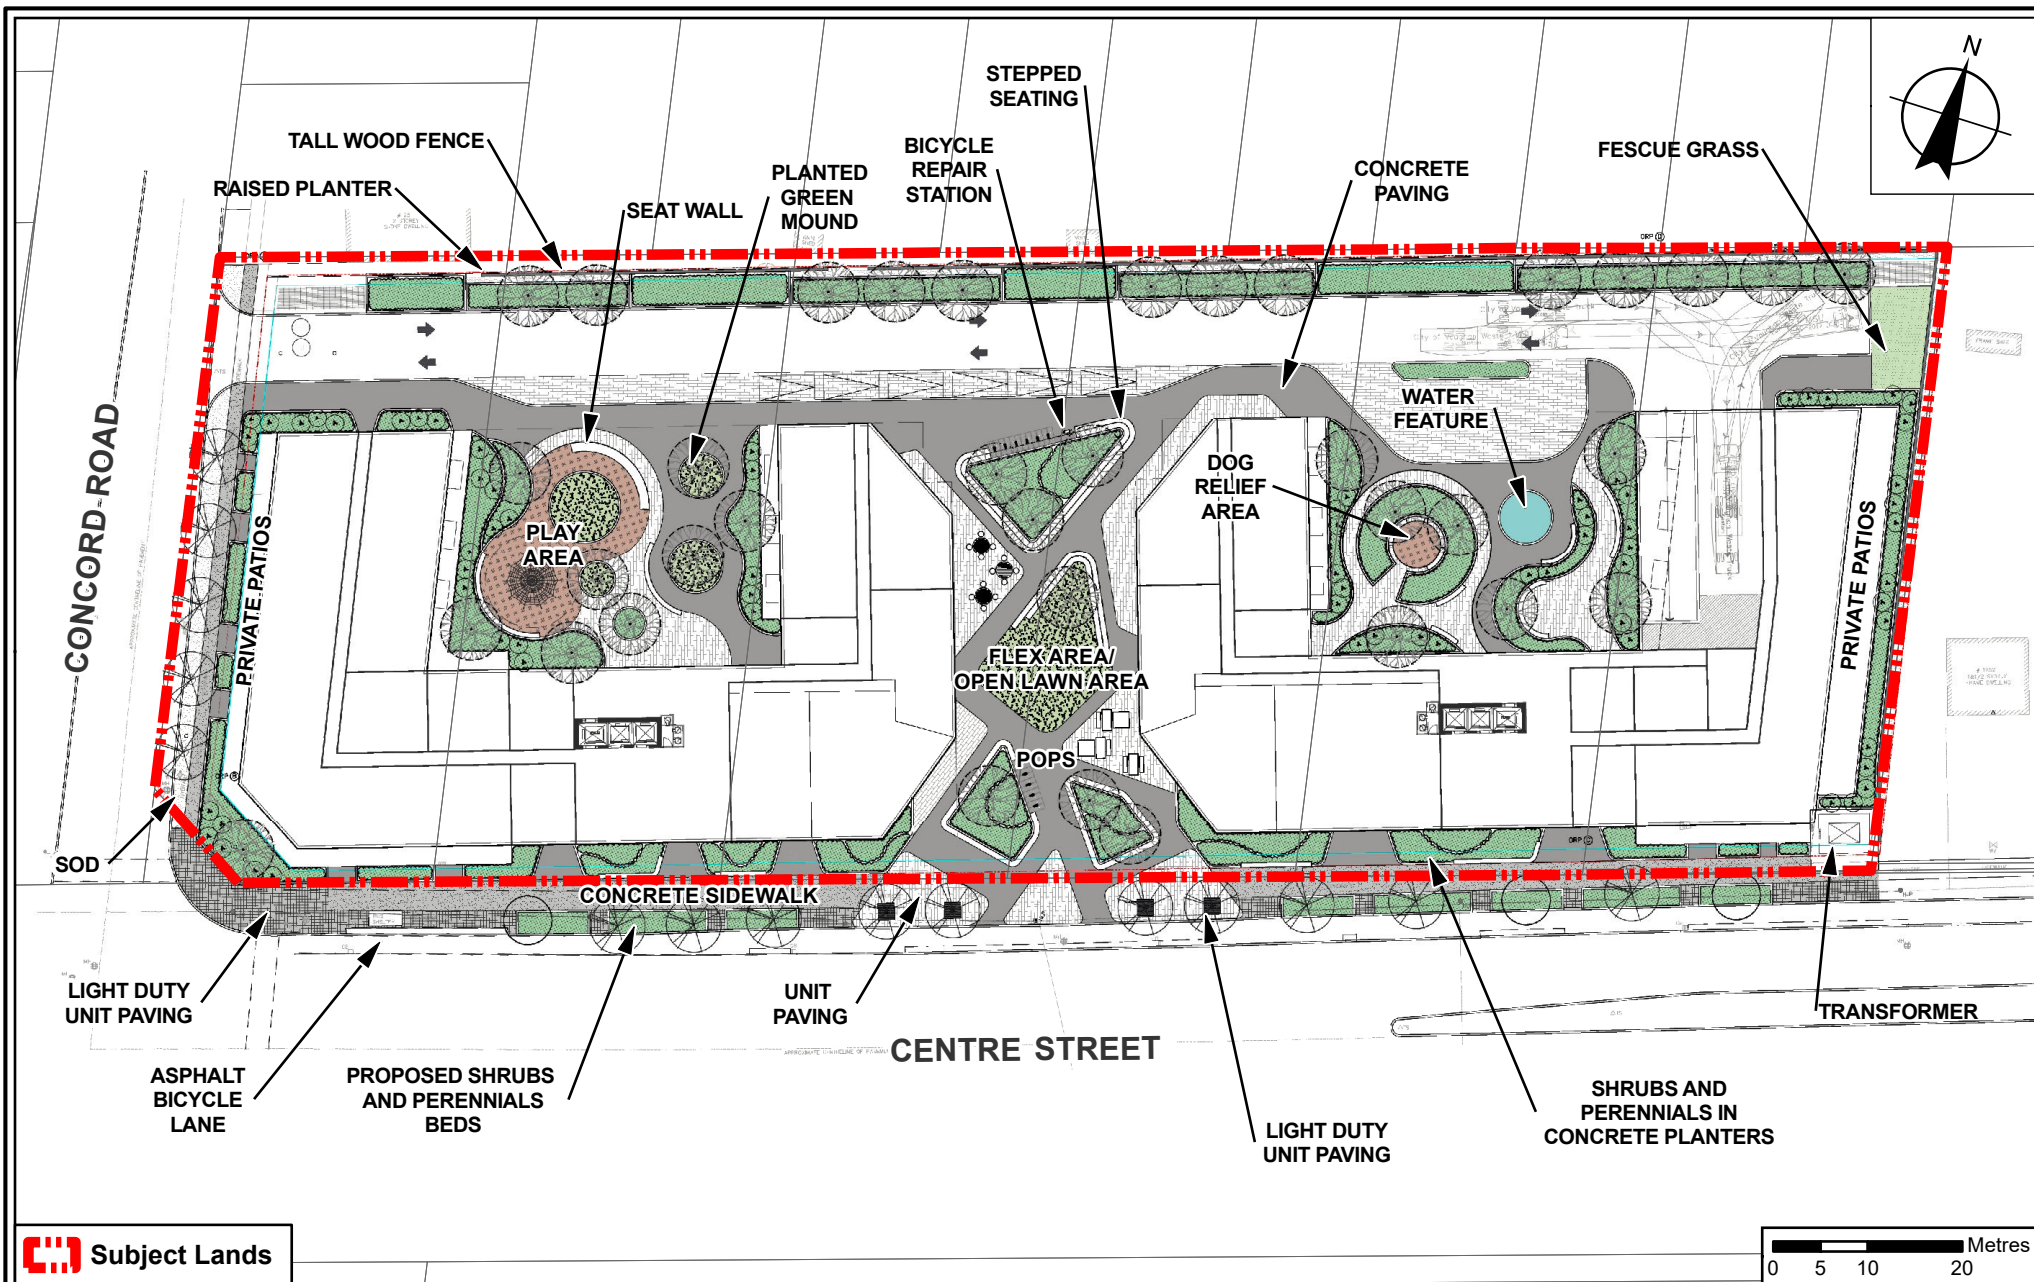 N
STEPPED
SEATING
TALL WOOD FENCE
BICYCLE
REPAIR
STATION
FESCUE GRASS
RAISED PLANTER
PLANTED
GREEN
MOUND
CONCRETE
PAVING
SEAT WALL
WATER
FEATURE
DOG
RELIEF
AREA
PLAY
AREA
CONCORD ROAD
PRIVATE PATIOS
PRIVATE PATIOS
FLEX AREA/
OPEN LAWN AREA
POPS
SOD
CONCRETE SIDEWALK
LIGHT DUTY
UNIT PAVING
UNIT
PAVING
TRANSFORMER
CENTRE STREET
ASPHALT
BICYCLE
LANE
PROPOSED SHRUBS
AND PERENNIALS
BEDS
LIGHT DUTY
UNIT PAVING
SHRUBS AND
PERENNIALS IN
CONCRETE PLANTERS
Subject Lands
Metres
0 5 10 20